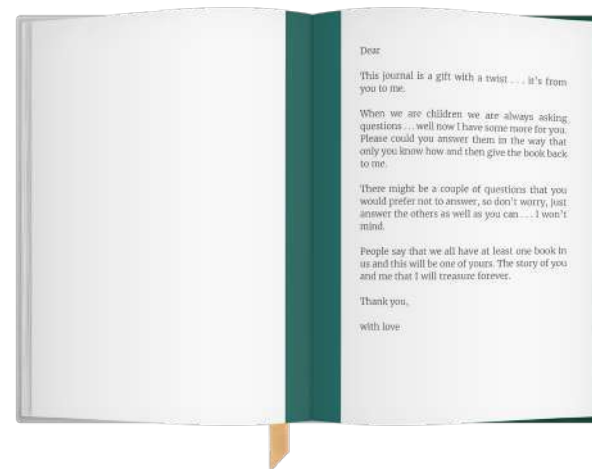 Dear
This journal is a gift with a twist . . . it's from
you to me.
When we are children we are always asking
questions . . . well now I have some more for you.
Please could you answer them in the way that
only you know how and then give the book back
to me.
There might be a couple of questions that you
would prefer not to answer, so don't worry, just
answer the others as well as you can . . . I won't
mind.
People say that we all have at least one book in
us and this will be one of yours. The story of you
and me that I will treasure forever.
Thank you,
with love